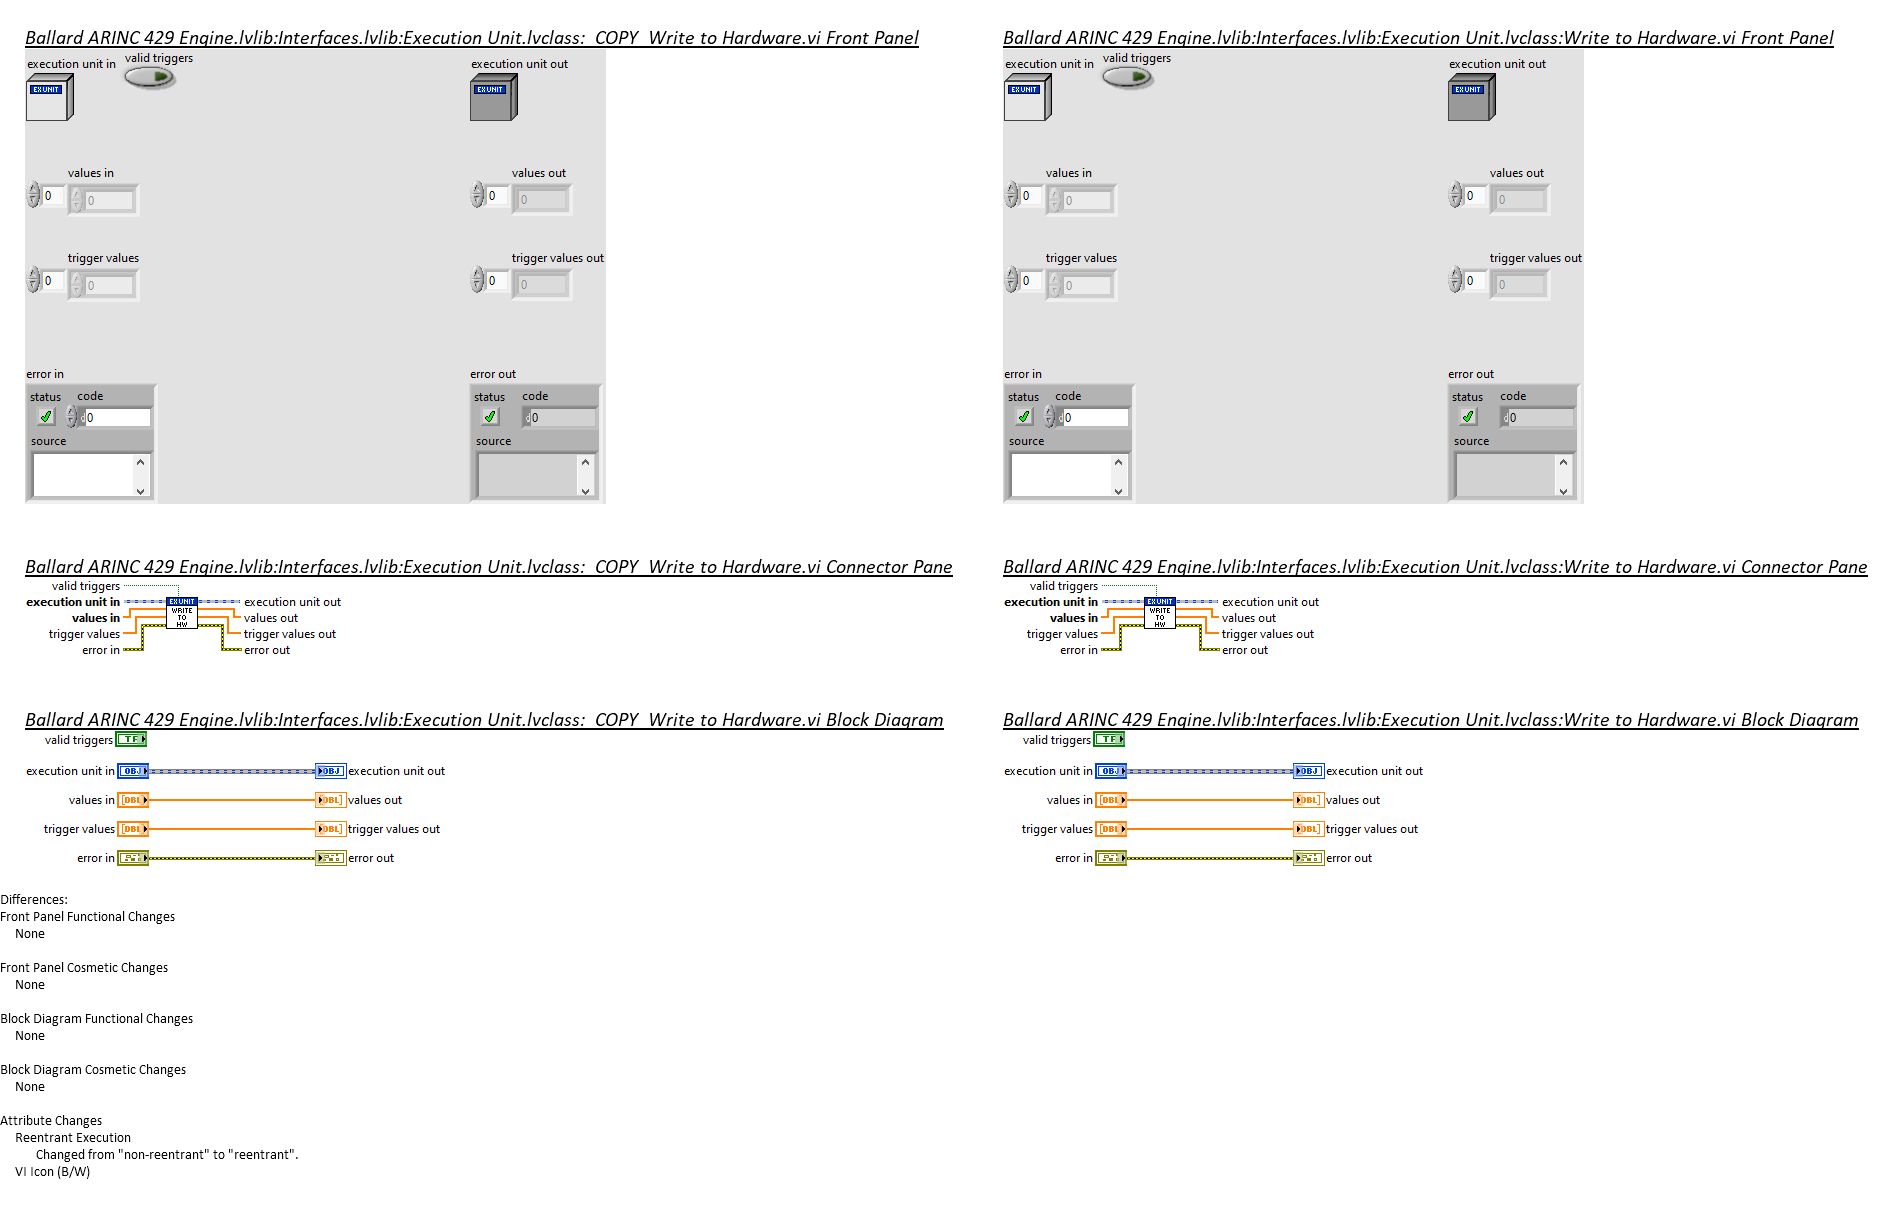 Ballard ARINC 429 Engine.lvlib:Interfaces.lvlib:Execution Unit.lvclass:  COPY  Write to Hardware.vi Front Panel
execution unit in
valid triggers
execution unit out
EX UNIT
EX UNIT
values in
values out
0
0
0
0
trigger values
trigger values out
0
0
0
0
error in
error out
status
code
status
code
d0
d0
source
source
Ballard ARINC 429 Engine.lvlib:Interfaces.lvlib:Execution Unit.lvclass:  COPY  Write to Hardware.vi Connector Pane
valid triggers
execution unit in
EX UNIT
execution unit out
values in
WRITE
values out
TO
trigger values
HW
trigger values out
error in
error out
Ballard ARINC 429 Engine.lvlib:Interfaces.lvlib:Execution Unit.lvclass:  COPY  Write to Hardware.vi Block Diagram
valid triggers
TF
execution unit in
OBJ
OBJ
execution unit out
values in
[DBL
DBL]
values out
trigger values
[DBL
DBL]
trigger values out
error in
error out
Differences:
Front Panel Functional Changes
None
Front Panel Cosmetic Changes
None
Block Diagram Functional Changes
None
Block Diagram Cosmetic Changes
None
Attribute Changes
Reentrant Execution
Changed from "non-reentrant" to "reentrant".
VI Icon (B/W)
Ballard ARINC 429 Engine.lvlib:Interfaces.lvlib:Execution Unit.lvclass:Write to Hardware.vi Front Panel
execution unit in
valid triggers
execution unit out
EX UNIT
EX UNIT
values in
values out
0
0
0
0
trigger values
trigger values out
0
0
0
0
error in
error out
status
code
status
code
d0
d0
source
source
Ballard ARINC 429 Engine.lvlib:Interfaces.lvlib:Execution Unit.lvclass:Write to Hardware.vi Connector Pane
valid triggers
execution unit in
EX UNIT
execution unit out
values in
WRITE
values out
TO
trigger values
HW
trigger values out
error in
error out
Ballard ARINC 429 Engine.lvlib:Interfaces.lvlib:Execution Unit.lvclass:Write to Hardware.vi Block Diagram
valid triggers
TF
execution unit in
OBJ
OBJ
execution unit out
values in
[DBL
DBL]
values out
trigger values
[DBL
DBL]
trigger values out
error in
error out